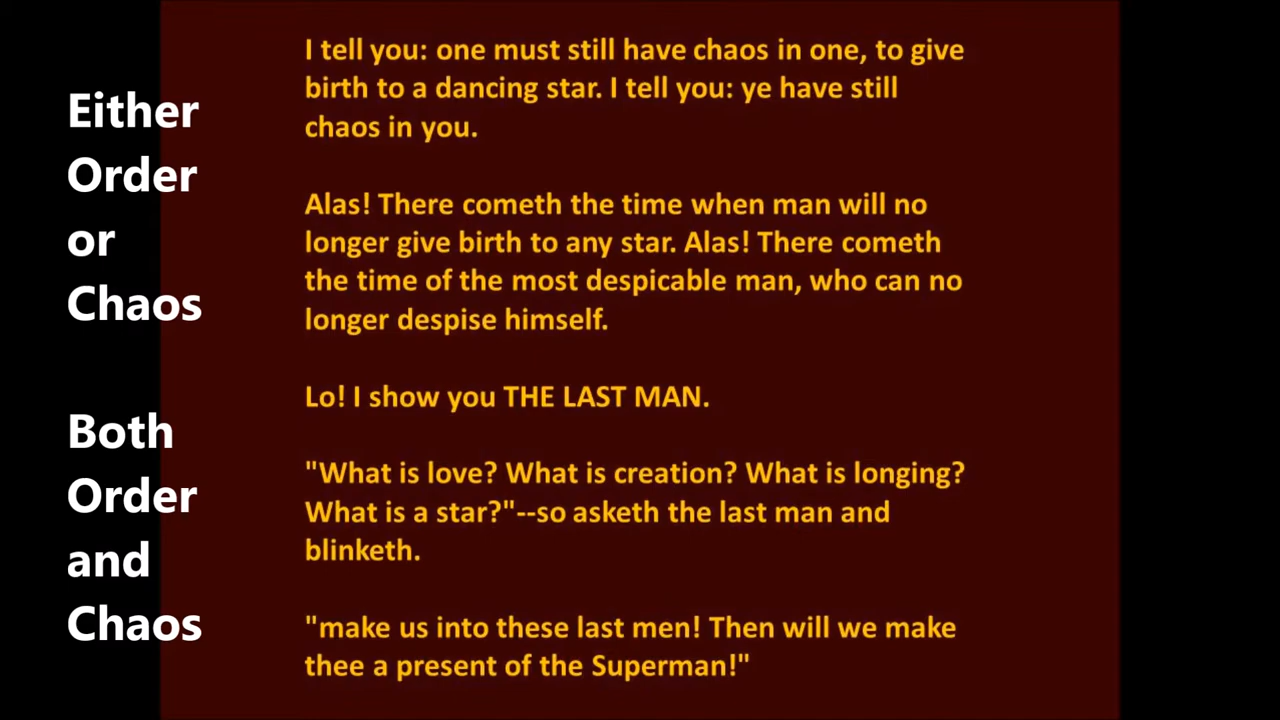 Either
Order
or
Chaos
Both
Order
and
Chaos
I tell you: one must still have chaos in one, to give
birth to a dancing star. I tell you: ye have still
chaos in you.
Alas! There cometh the time when man will no
longer give birth to any star. Alas! There cometh
the time of the most despicable man, who can no
longer despise himself.
Lo! I show you THE LAST MAN.
"What is love? What is creation? What is longing?
What is a star?"--so asketh the last man and
blinketh.
"make us into these last men! Then will we make
thee a present of the Superman!"